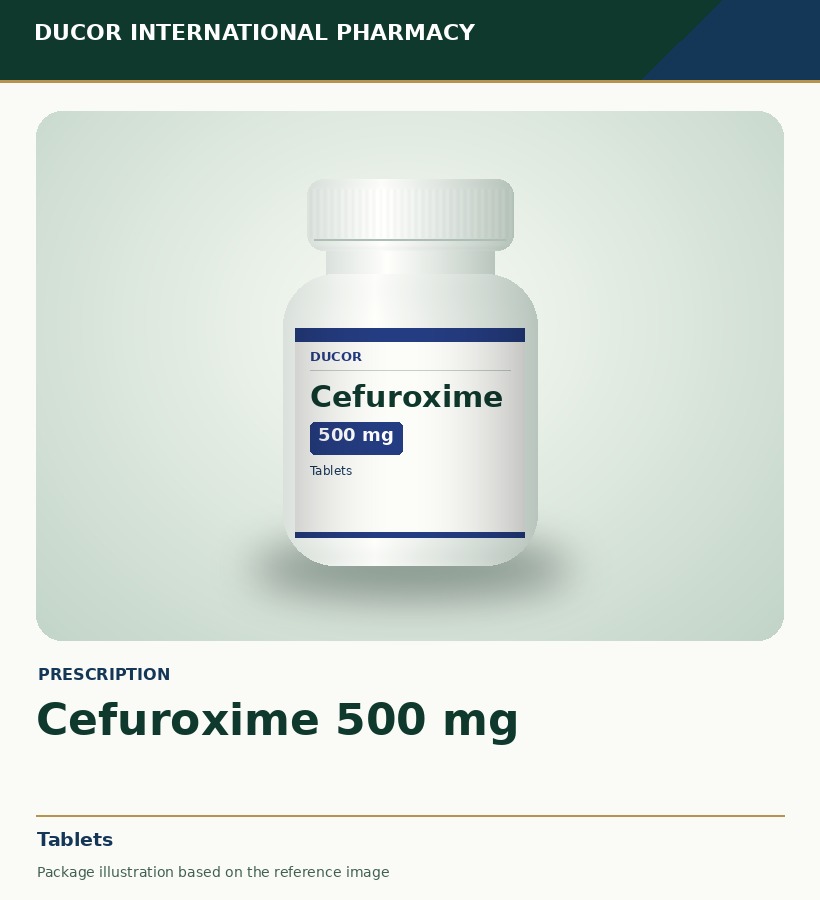 DUCOR INTERNATIONAL PHARMACY
DUCOR
Cefuroxime
500 mg
Tablets
PRESCRIPTION
Cefuroxime 500 mg
Tablets
Package illustration based on the reference image